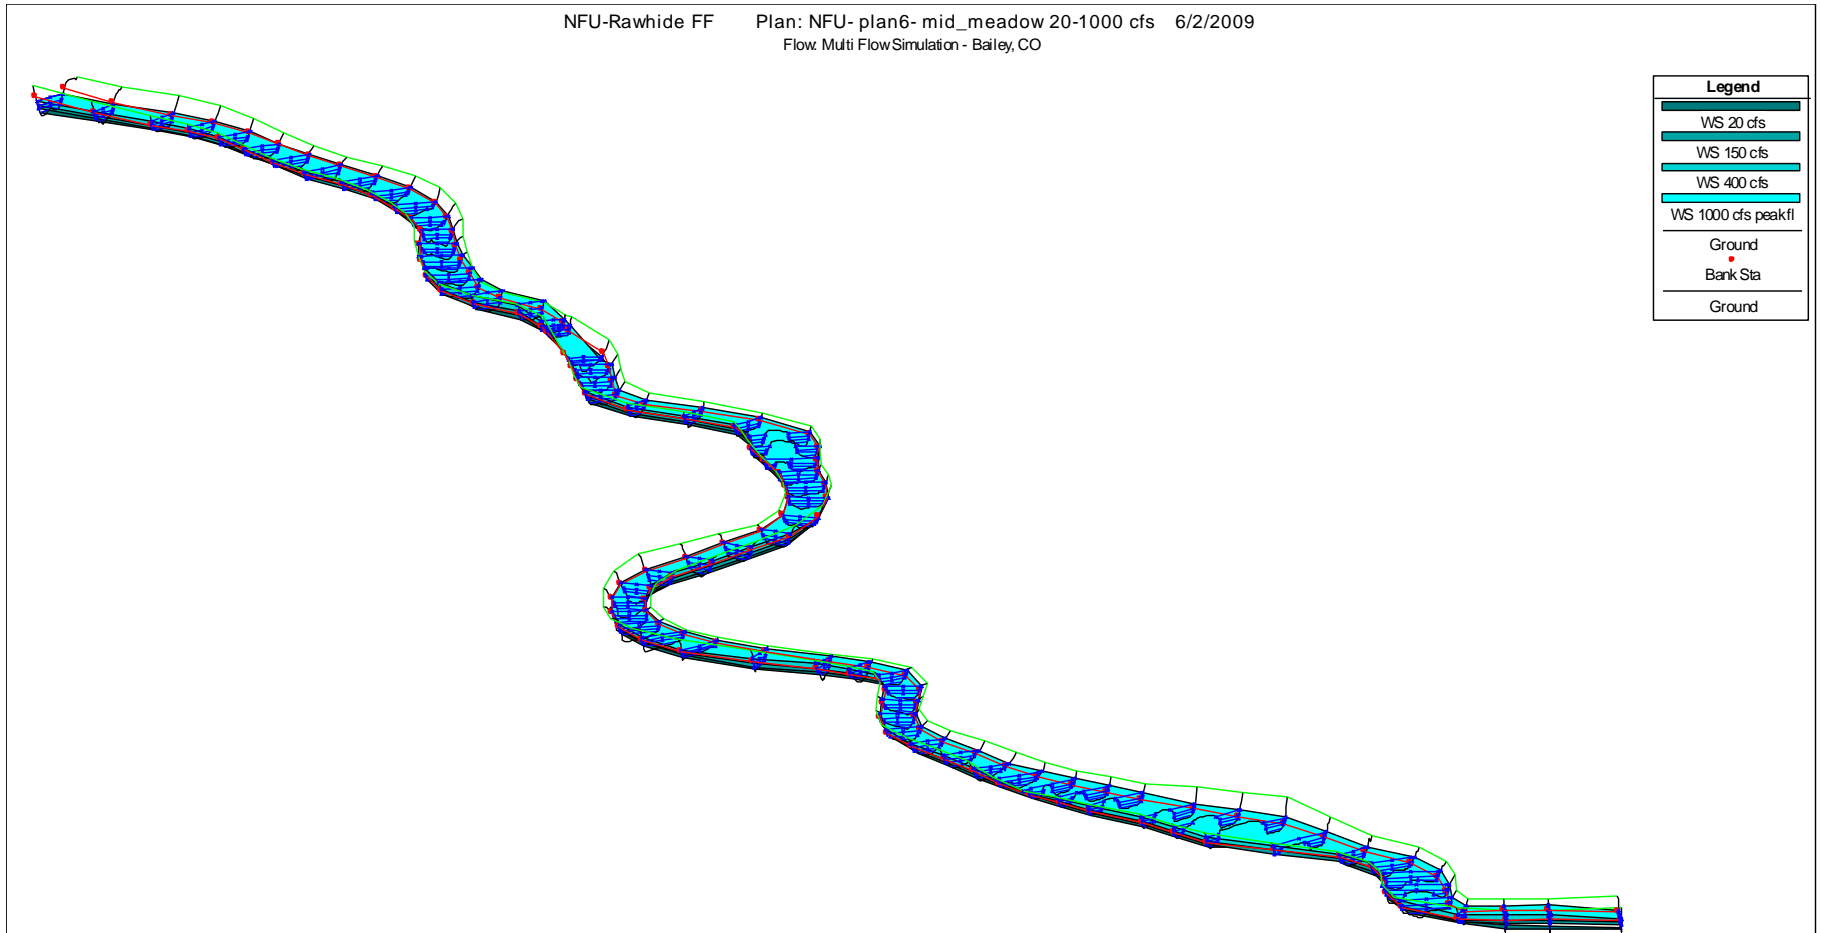 NFU-Rawhide FF Plan: NFU- plan6- mid_meadow 20-1000 cfs 6/2/2009
Flow: Multi Flow Simulation - Bailey, CO
Legend
WS 20 cfs
WS 150 cfs
WS 400 cfs
WS 1000 cfs peakfl
Ground
Bank Sta
Ground